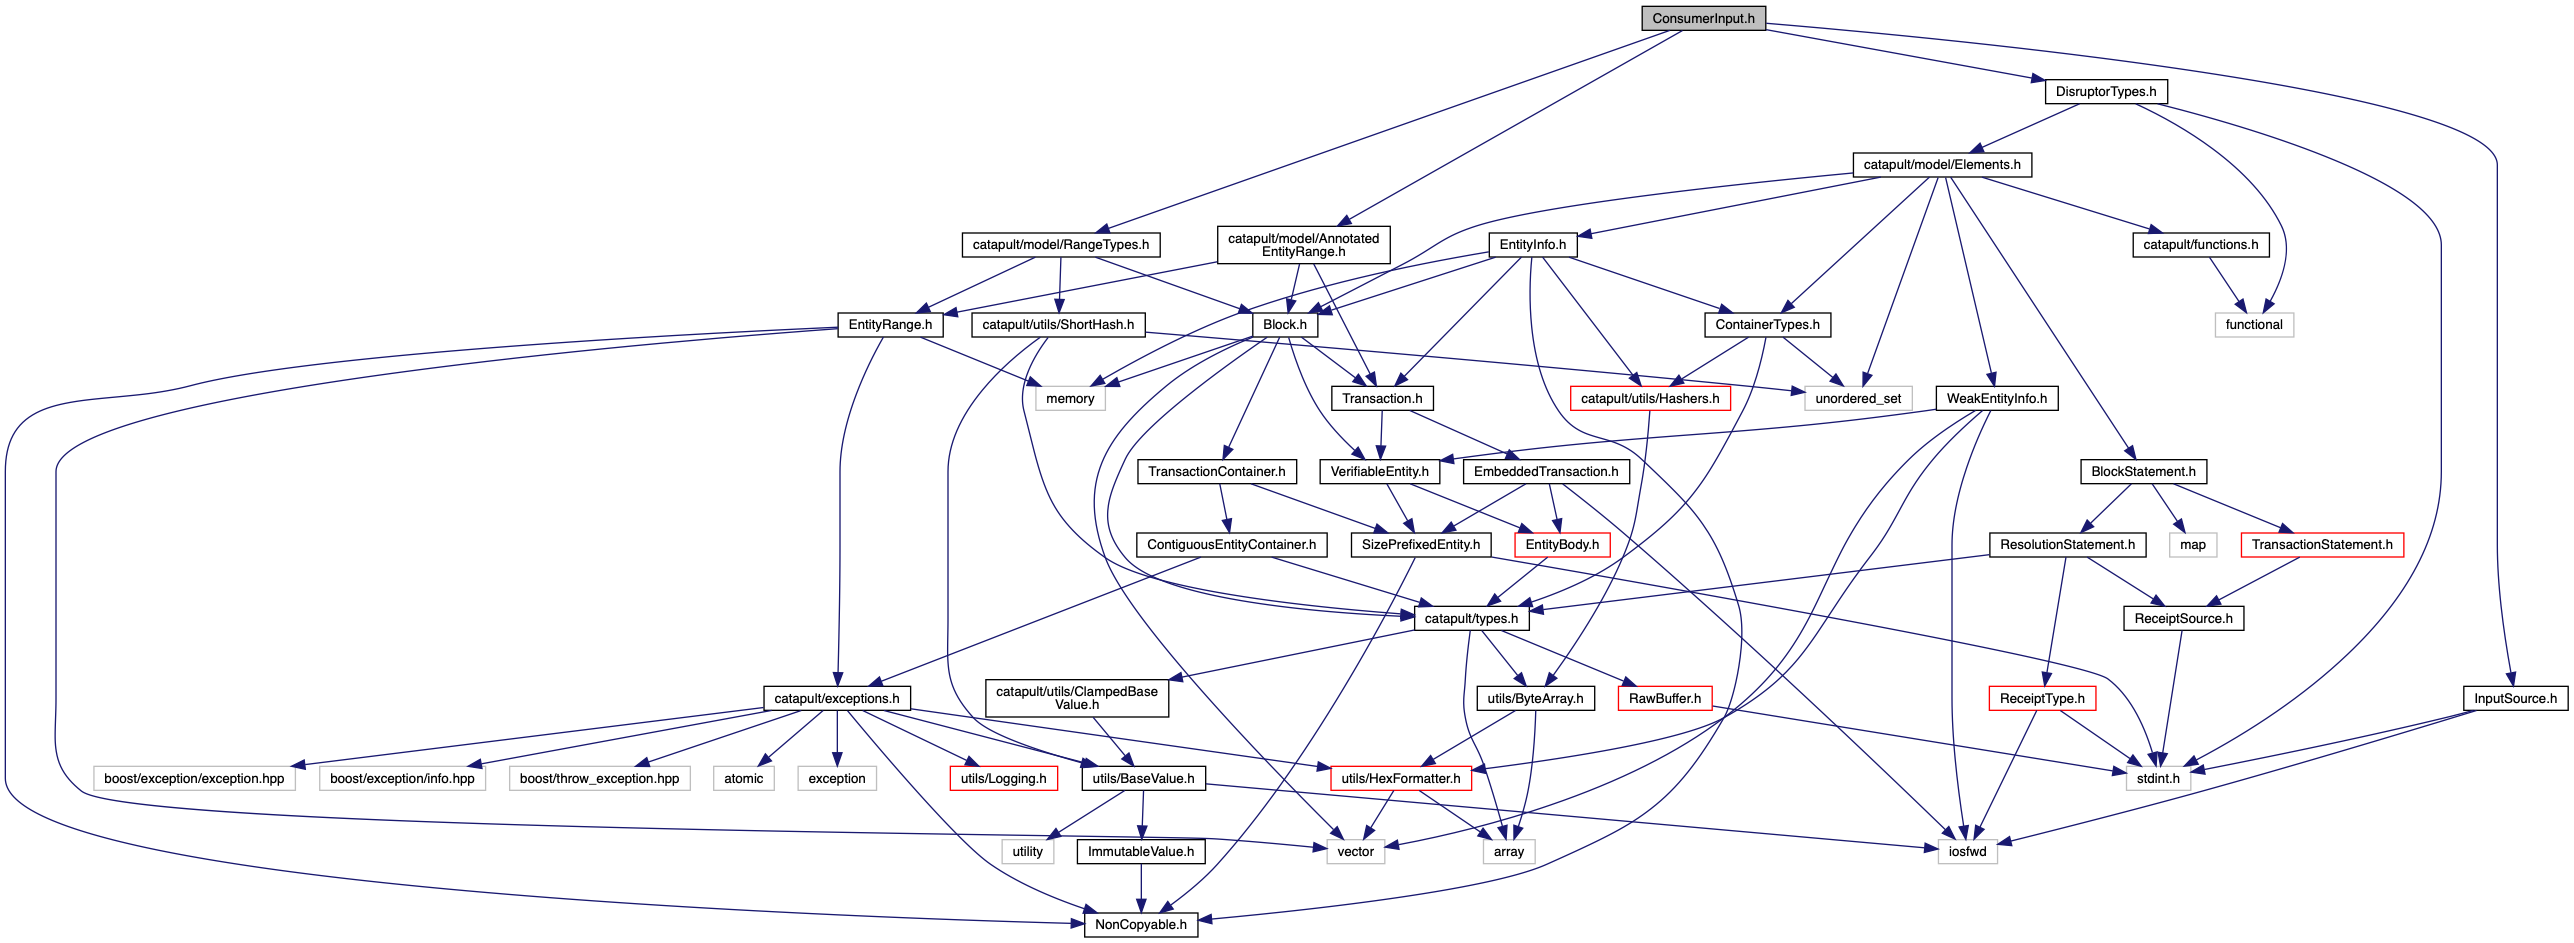 ConsumerInput.h
DisruptorTypes.h
catapult/model/Elements.h
catapult/model/RangeTypes.h
catapult/model/Annotated
EntityRange.h
EntityInfo.h
catapult/functions.h
EntityRange.h
catapult/utils/ShortHash.h
Block.h
ContainerTypes.h
functional
memory
Transaction.h
catapult/utils/Hashers.h
unordered_set
WeakEntityInfo.h
TransactionContainer.h
VerifiableEntity.h
EmbeddedTransaction.h
BlockStatement.h
ContiguousEntityContainer.h
SizePrefixedEntity.h
EntityBody.h
ResolutionStatement.h
map
TransactionStatement.h
catapult/types.h
ReceiptSource.h
catapult/exceptions.h
catapult/utils/ClampedBase
Value.h
utils/ByteArray.h
RawBuffer.h
ReceiptType.h
InputSource.h
boost/exception/exception.hpp
boost/exception/info.hpp
boost/throw_exception.hpp
atomic
exception
utils/Logging.h
utils/BaseValue.h
utils/HexFormatter.h
stdint.h
utility
ImmutableValue.h
vector
array
iosfwd
NonCopyable.h